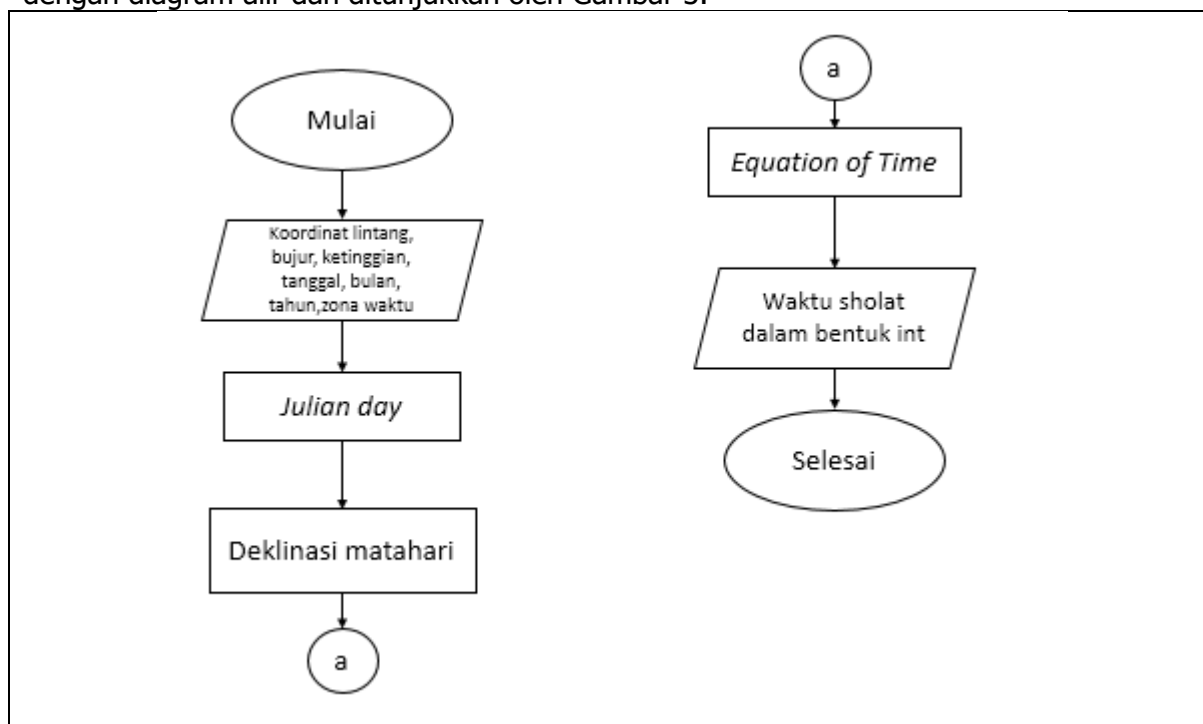 dengan diagram alir dan ditunjukkan oleh Gambar 3.
Mulai
Koordinat lintang,
bujur, ketinggian,
tanggal, bulan,
tahun,zona waktu
Julian day
Deklinasi matahari
a
a
Equation of Time
Waktu sholat
dalam bentuk int
Selesai